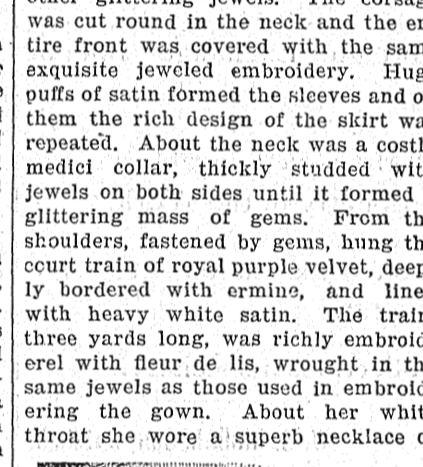 other glittering jewels. The corsag
was cut round in the neck and the en
tire front was covered with the sam
exquisite jeweled embroidery. Hug
puffs of satin formed the sleeves and o
them the rich design of the skirt wa
repeated. About the neck was a costl
medici collar, thickly studded wit
jewels on both sides until it formed
glittering mass of gems. From th
shoulders, fastened by gems, hung th
court train of royal purple velvet, deep
ly bordered with ermine, and line
with heavy white satin. The train
three yards long, was richly embroid
erel with fleur de lis, wrought in th
same jewels as those used in embroid
ering the gown. About her whit
throat she wore a superb necklace o